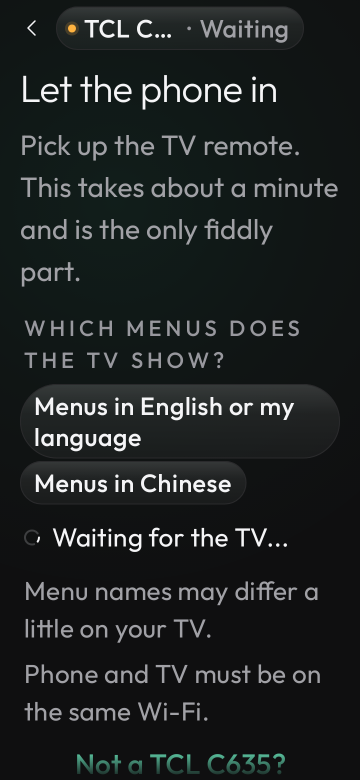 TCL C... · Waiting
Let the phone in
Pick up the TV remote.
This takes about a minute
and is the only fiddly
part.
WHICH MENUS DOES
THE TV SHOW?
Menus in English or my
language
Menus in Chinese
Waiting for the TV...
Menu names may differ a
little on your TV.
Phone and TV must be on
the same Wi-Fi.
Not a TCL C635?